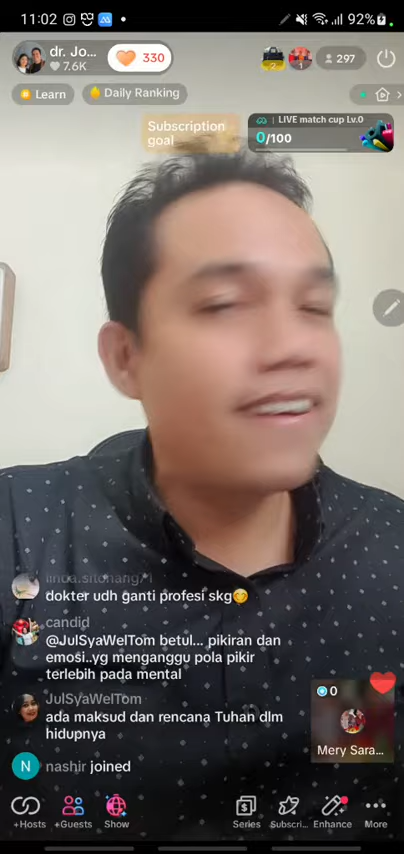 11:02
92%
dr. Jo...
7.6K
330
2
297
Learn
Daily Ranking
Subscription
goal
LIVE match cup Lv.0
0/100
linda.sitohang71
dokter udh ganti profesi skg😋
candid
@JulSyaWelTom betul... pikiran dan
emosi..yg menganggu pola pikir
terlebih pada mental
JulSyaWelTom
ada maksud dan rencana Tuhan dlm
hidupnya
N nashir joined
0
Mery Sara...
+Hosts
+Guests
Show
Series
Subscri...
Enhance
More